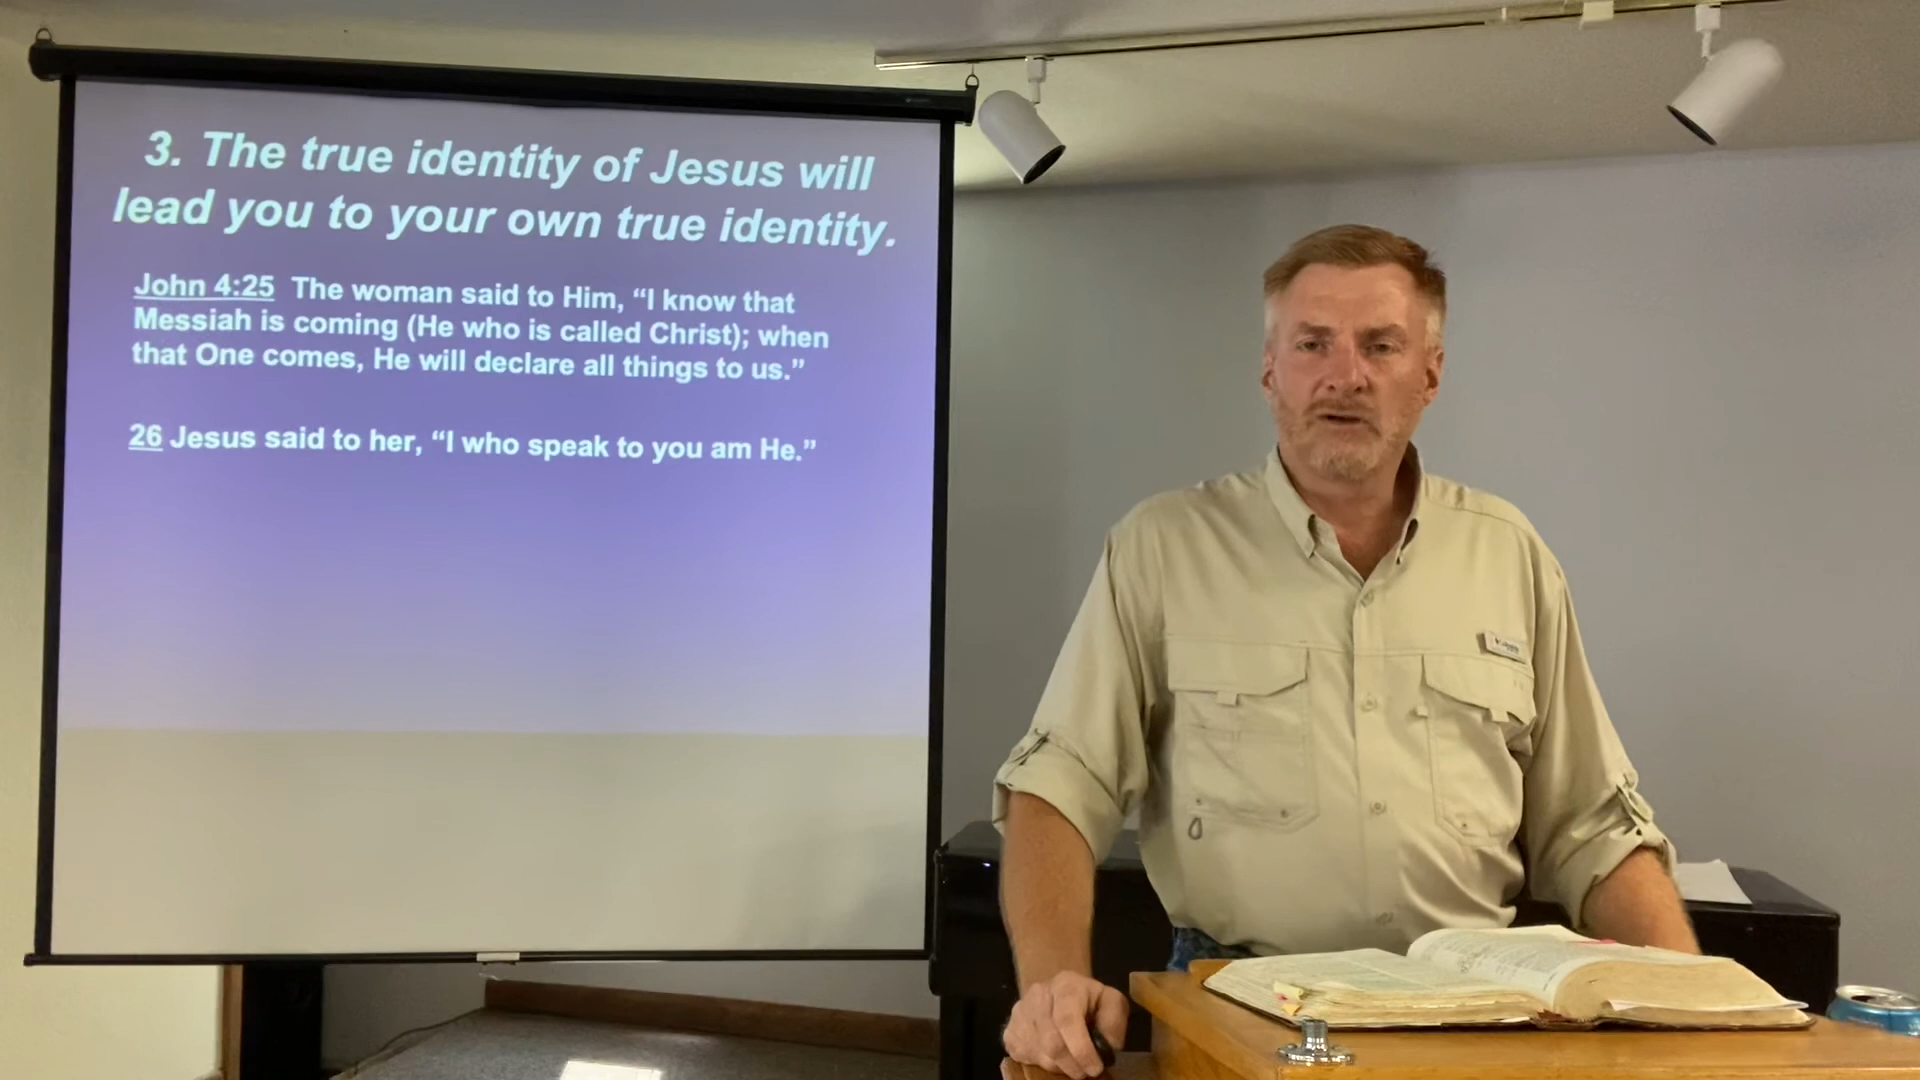 3. The true identity of Jesus will
lead you to your own true identity.
John 4:25 The woman said to Him, “I know that
Messiah is coming (He who is called Christ); when
that One comes, He will declare all things to us.”
26 Jesus said to her, “I who speak to you am He.”